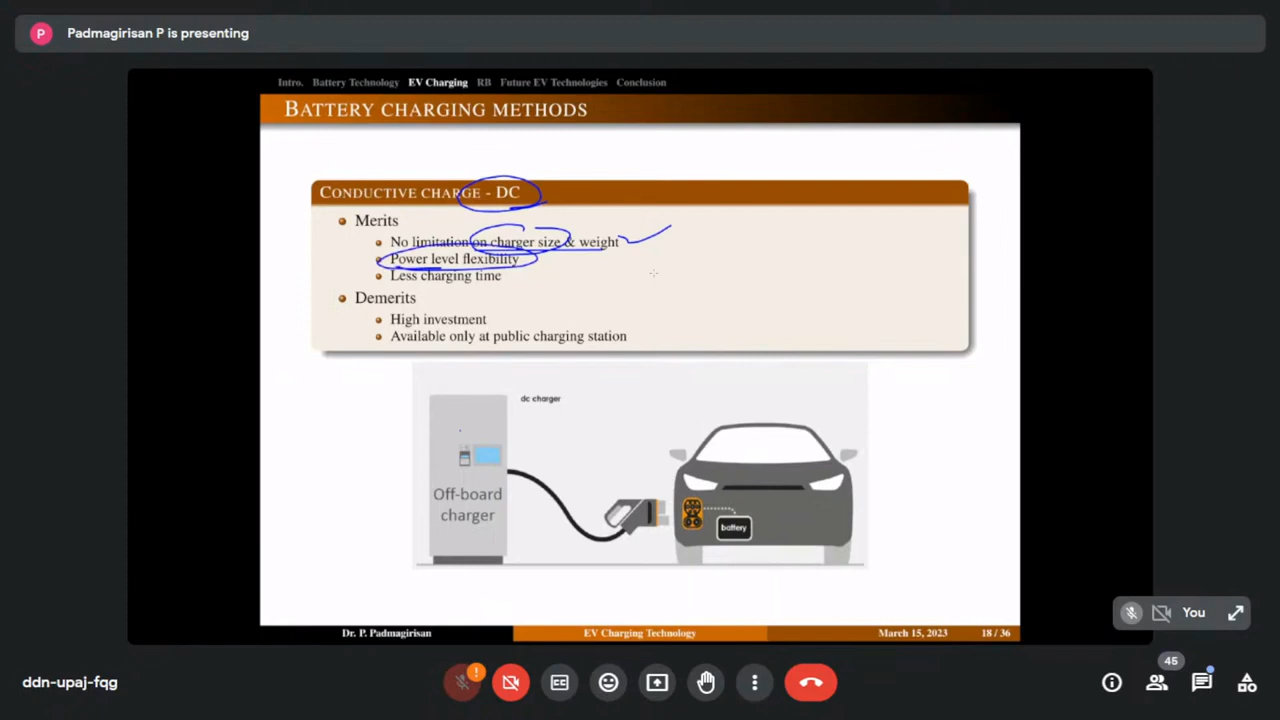 P
Padmagirisan P is presenting
Intro. Battery Technology EV Charging RB Future EV Technologies Conclusion
BATTERY CHARGING METHODS
CONDUCTIVE CHARGE - DC
Merits
No limitation on charger size & weight
Power level flexibility
Less charging time
Demerits
High investment
Available only at public charging station
dc charger
Off-board
charger
battery
You
Dr. P. Padmagirisan EV Charging Technology March 15, 2023 18 / 36
ddn-upaj-fqg
!
CC
45